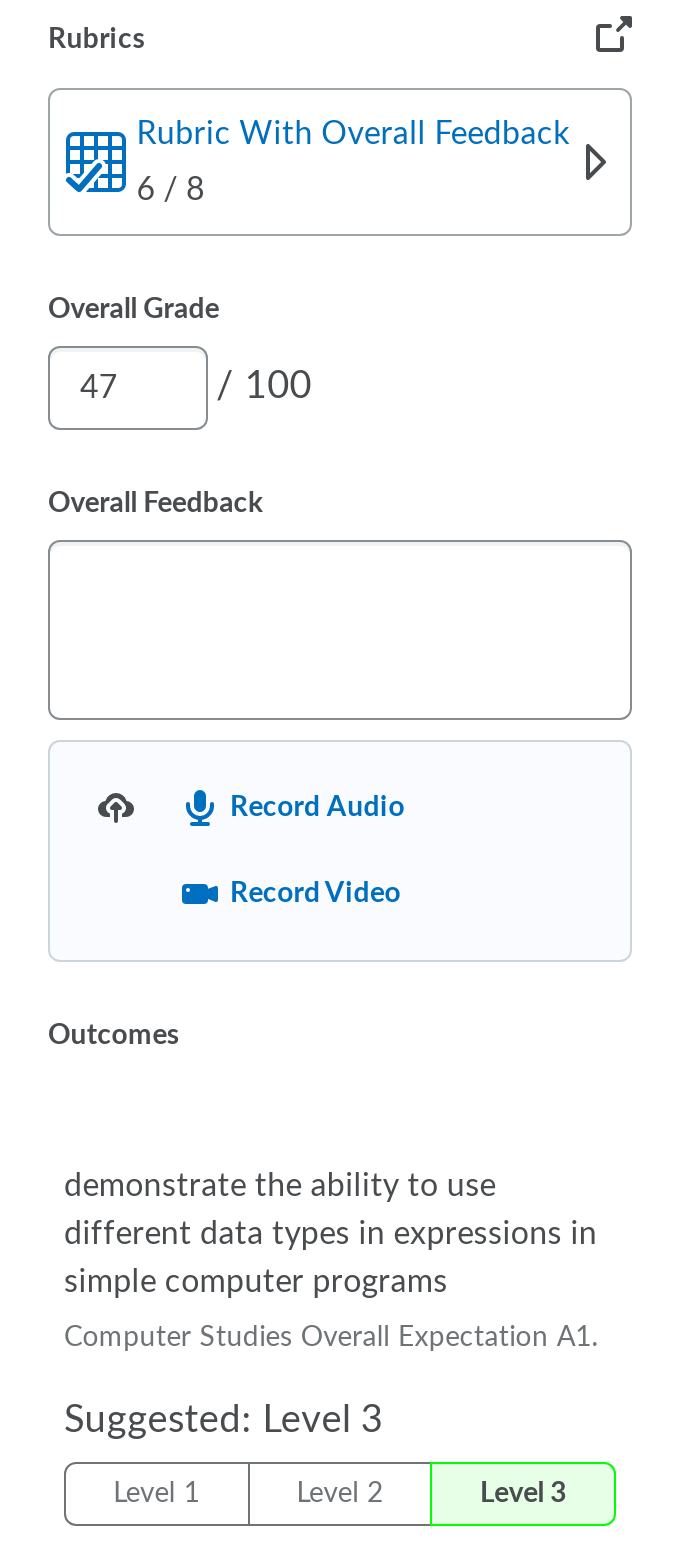 Rubrics
Rubric With Overall Feedback
6 / 8
Overall Grade
47 / 100
Overall Feedback
Record Audio
Record Video
Outcomes
demonstrate the ability to use
different data types in expressions in
simple computer programs
Computer Studies Overall Expectation A1.
Suggested: Level 3
Level 1 Level 2 Level 3